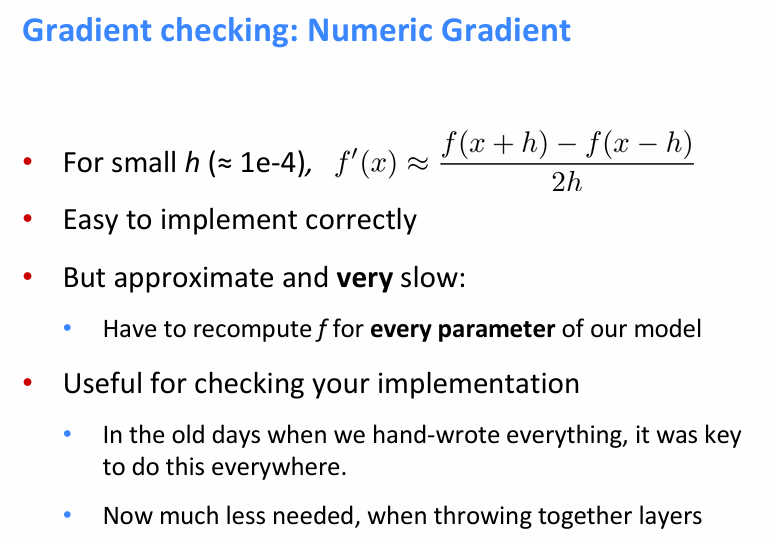 Gradient checking: Numeric Gradient
• For small h (≈ 1e-4), f′(x) ≈ \frac{f(x + h) − f(x − h)}{2h}
• Easy to implement correctly
• But approximate and very slow:
• Have to recompute f for every parameter of our model
• Useful for checking your implementation
• In the old days when we hand-wrote everything, it was key
to do this everywhere.
• Now much less needed, when throwing together layers